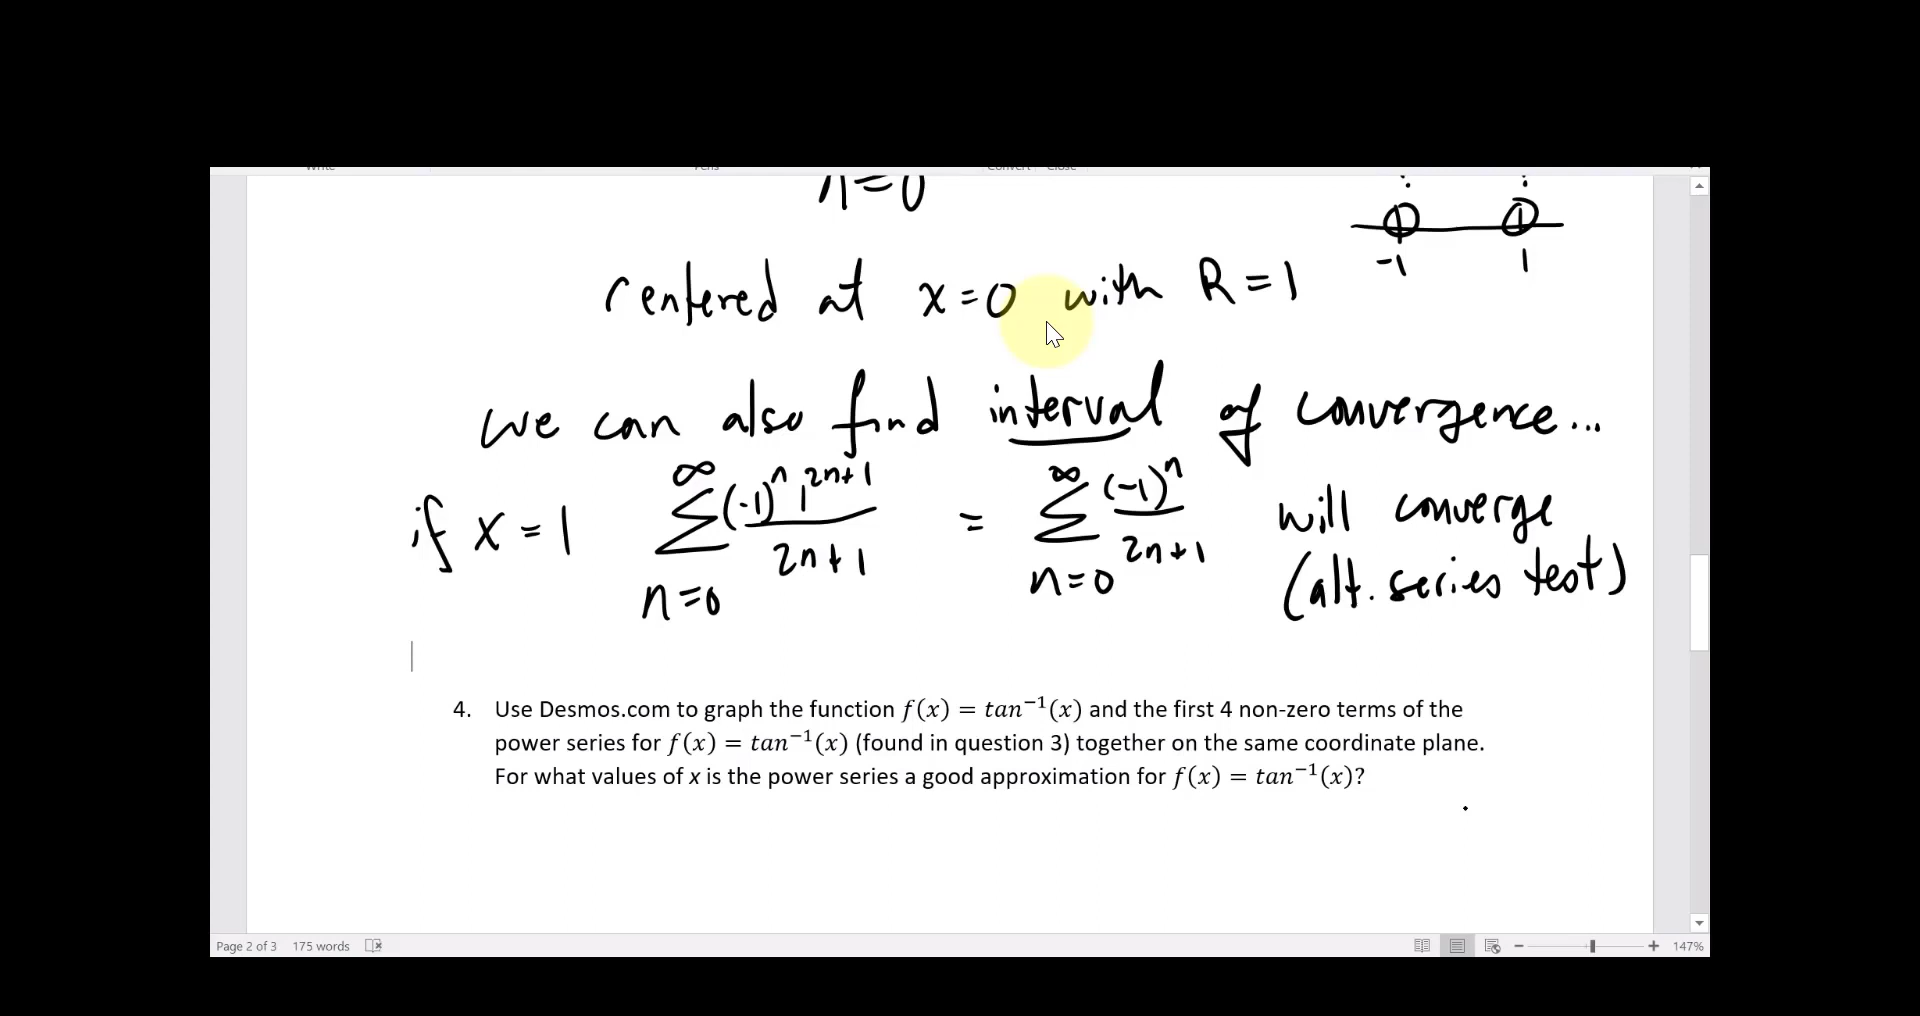 n=0
-1 1
centered at x=0 with R=1
we can also find interval of convergence...
if x=1 ∞ Σ n=0 (-1)^n 1^{2n+1} / 2n+1 = ∞ Σ n=0 (-1)^n / 2n+1 will converge
(alt. series test)
4. Use Desmos.com to graph the function f(x) = tan⁻¹(x) and the first 4 non-zero terms of the
power series for f(x) = tan⁻¹(x) (found in question 3) together on the same coordinate plane.
For what values of x is the power series a good approximation for f(x) = tan⁻¹(x)?
Page 2 of 3 175 words 147%